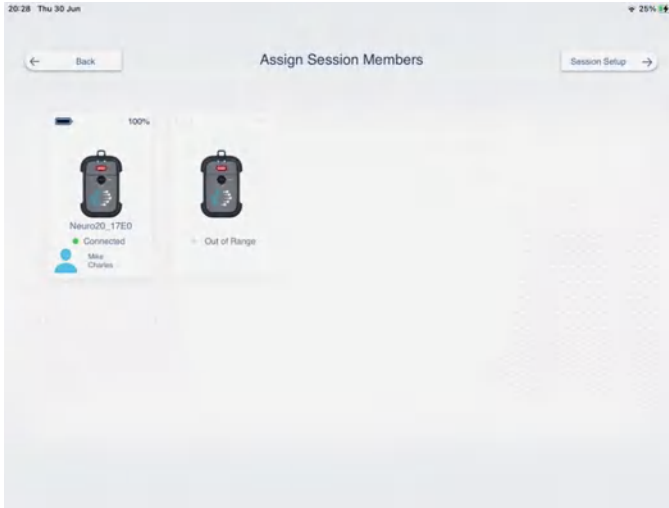 20:28 Thu 30 Jun
25%
Back
Assign Session Members
Session Setup
100%
Neuro20_17E0
Connected
Out of Range
Mike
Charles